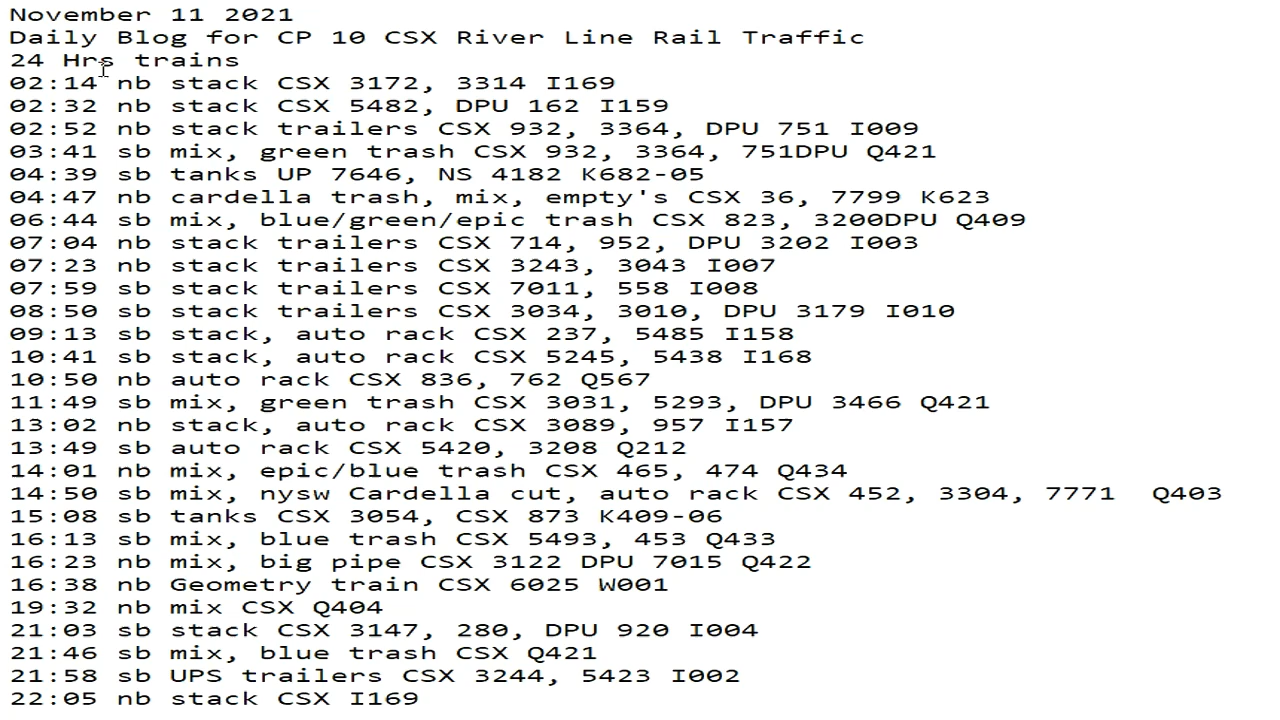 November 11 2021
Daily Blog for CP 10 CSX River Line Rail Traffic
24 Hrs trains
02:14 nb stack CSX 3172, 3314 I169
02:32 nb stack CSX 5482, DPU 162 I159
02:52 nb stack trailers CSX 932, 3364, DPU 751 I009
03:41 sb mix, green trash CSX 932, 3364, 751DPU Q421
04:39 sb tanks UP 7646, NS 4182 K682-05
04:47 nb cardella trash, mix, empty's CSX 36, 7799 K623
06:44 sb mix, blue/green/epic trash CSX 823, 3200DPU Q409
07:04 nb stack trailers CSX 714, 952, DPU 3202 I003
07:23 nb stack trailers CSX 3243, 3043 I007
07:59 sb stack trailers CSX 7011, 558 I008
08:50 sb stack trailers CSX 3034, 3010, DPU 3179 I010
09:13 sb stack, auto rack CSX 237, 5485 I158
10:41 sb stack, auto rack CSX 5245, 5438 I168
10:50 nb auto rack CSX 836, 762 Q567
11:49 sb mix, green trash CSX 3031, 5293, DPU 3466 Q421
13:02 nb stack, auto rack CSX 3089, 957 I157
13:49 sb auto rack CSX 5420, 3208 Q212
14:01 nb mix, epic/blue trash CSX 465, 474 Q434
14:50 sb mix, nysw Cardella cut, auto rack CSX 452, 3304, 7771  Q403
15:08 sb tanks CSX 3054, CSX 873 K409-06
16:13 sb mix, blue trash CSX 5493, 453 Q433
16:23 nb mix, big pipe CSX 3122 DPU 7015 Q422
16:38 nb Geometry train CSX 6025 W001
19:32 nb mix CSX Q404
21:03 sb stack CSX 3147, 280, DPU 920 I004
21:46 sb mix, blue trash CSX Q421
21:58 sb UPS trailers CSX 3244, 5423 I002
22:05 nb stack CSX I169